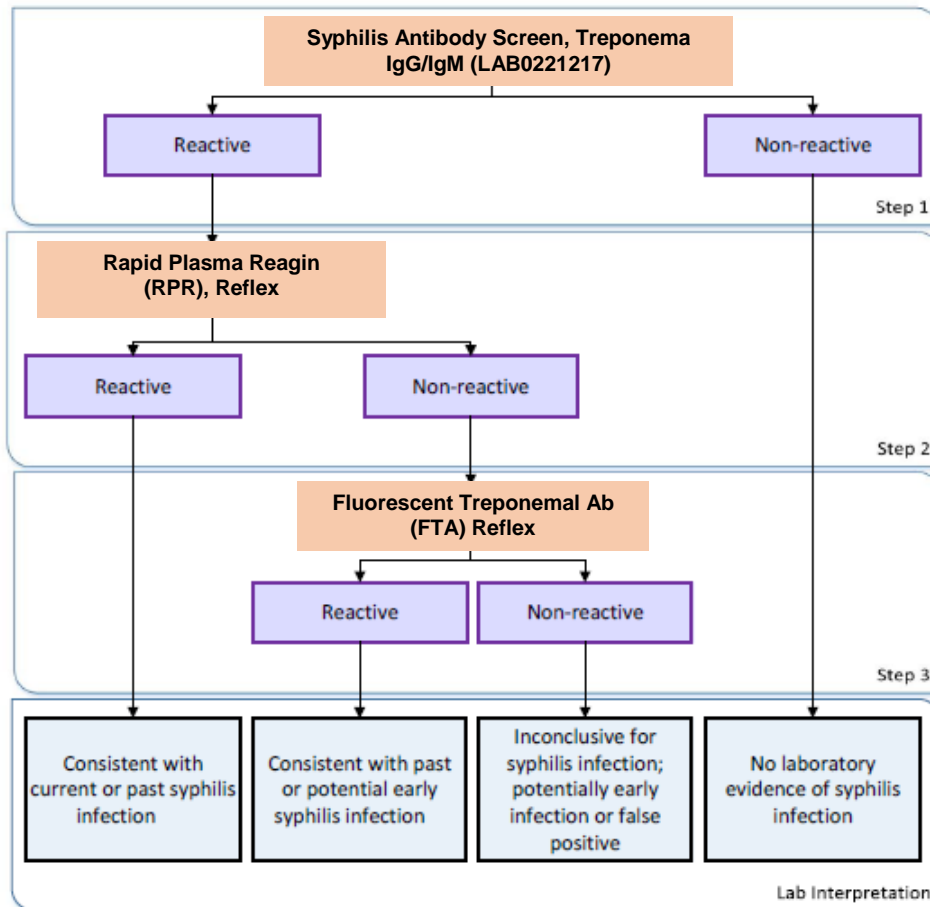 Syphilis Antibody Screen, Treponema
IgG/IgM (LAB0221217)
Reactive
Non-reactive
Step 1
Rapid Plasma Reagin
(RPR), Reflex
Reactive
Non-reactive
Step 2
Fluorescent Treponemal Ab
(FTA) Reflex
Reactive
Non-reactive
Step 3
Consistent with
current or past syphilis
infection
Consistent with past
or potential early
syphilis infection
Inconclusive for
syphilis infection;
potentially early
infection or false
positive
No laboratory
evidence of syphilis
infection
Lab Interpretation